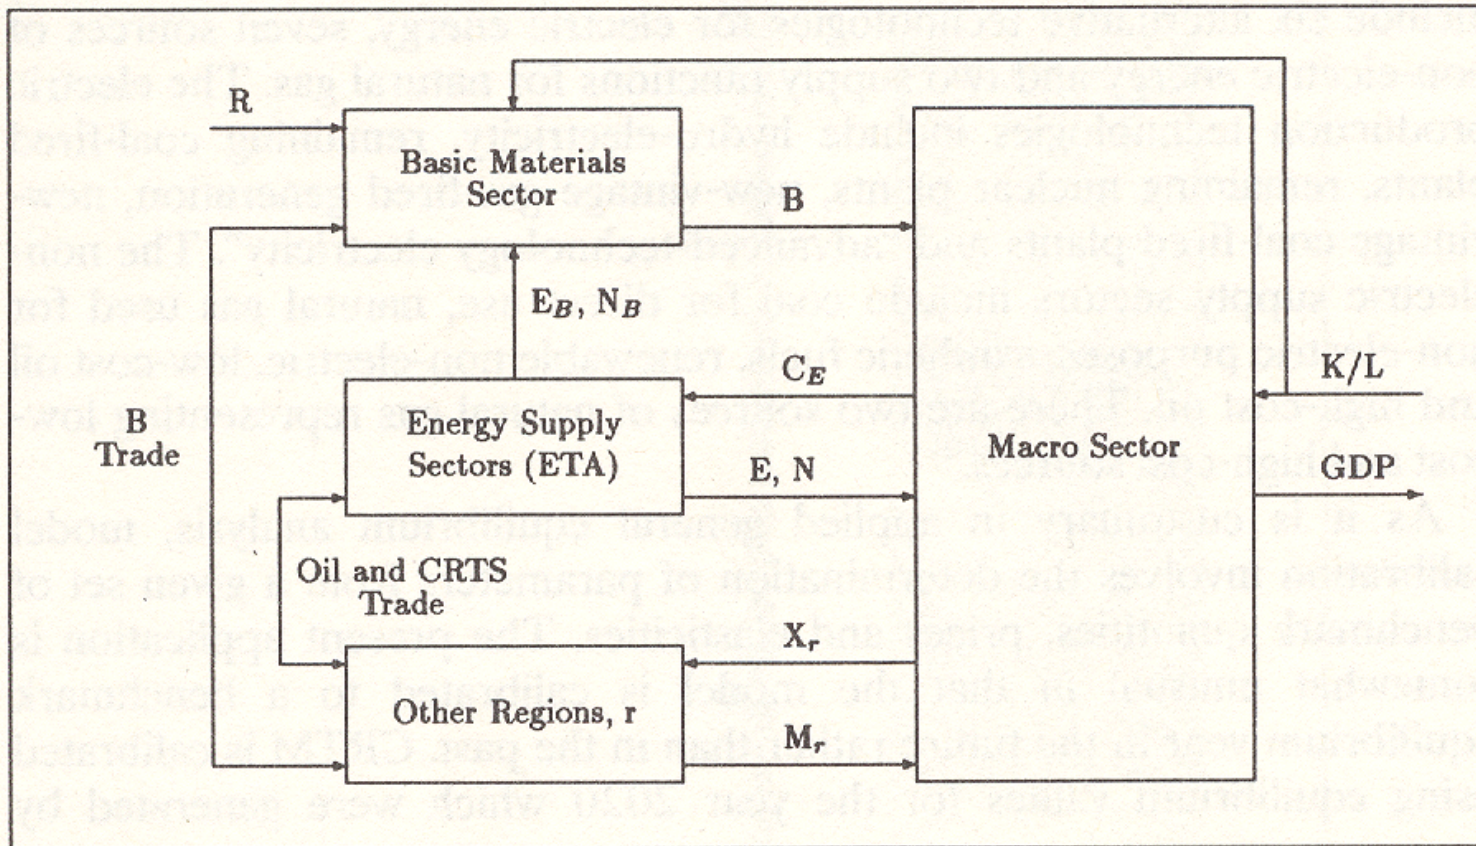 R
Basic Materials
Sector
B
E_B, N_B
C_E
K/L
B
Trade
Energy Supply
Sectors (ETA)
E, N
Macro Sector
GDP
Oil and CRTS
Trade
X_r
Other Regions, r
M_r